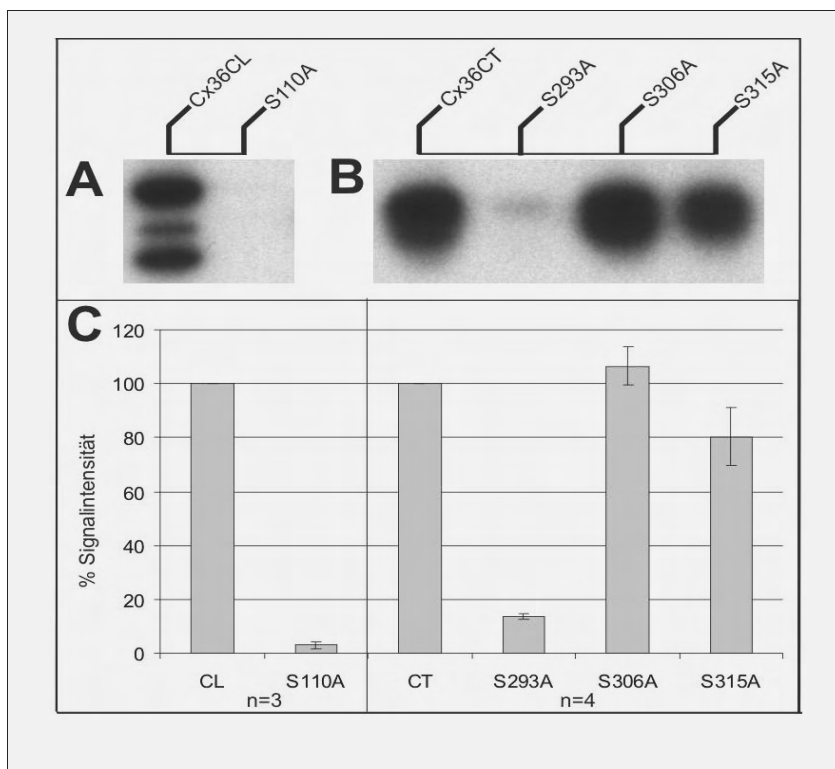 Cx36CL S110A Cx36CT S293A S306A S315A
A B
C
% Signalintensität
120
100
80
60
40
20
0
CL S110A CT S293A S306A S315A
n=3 n=4